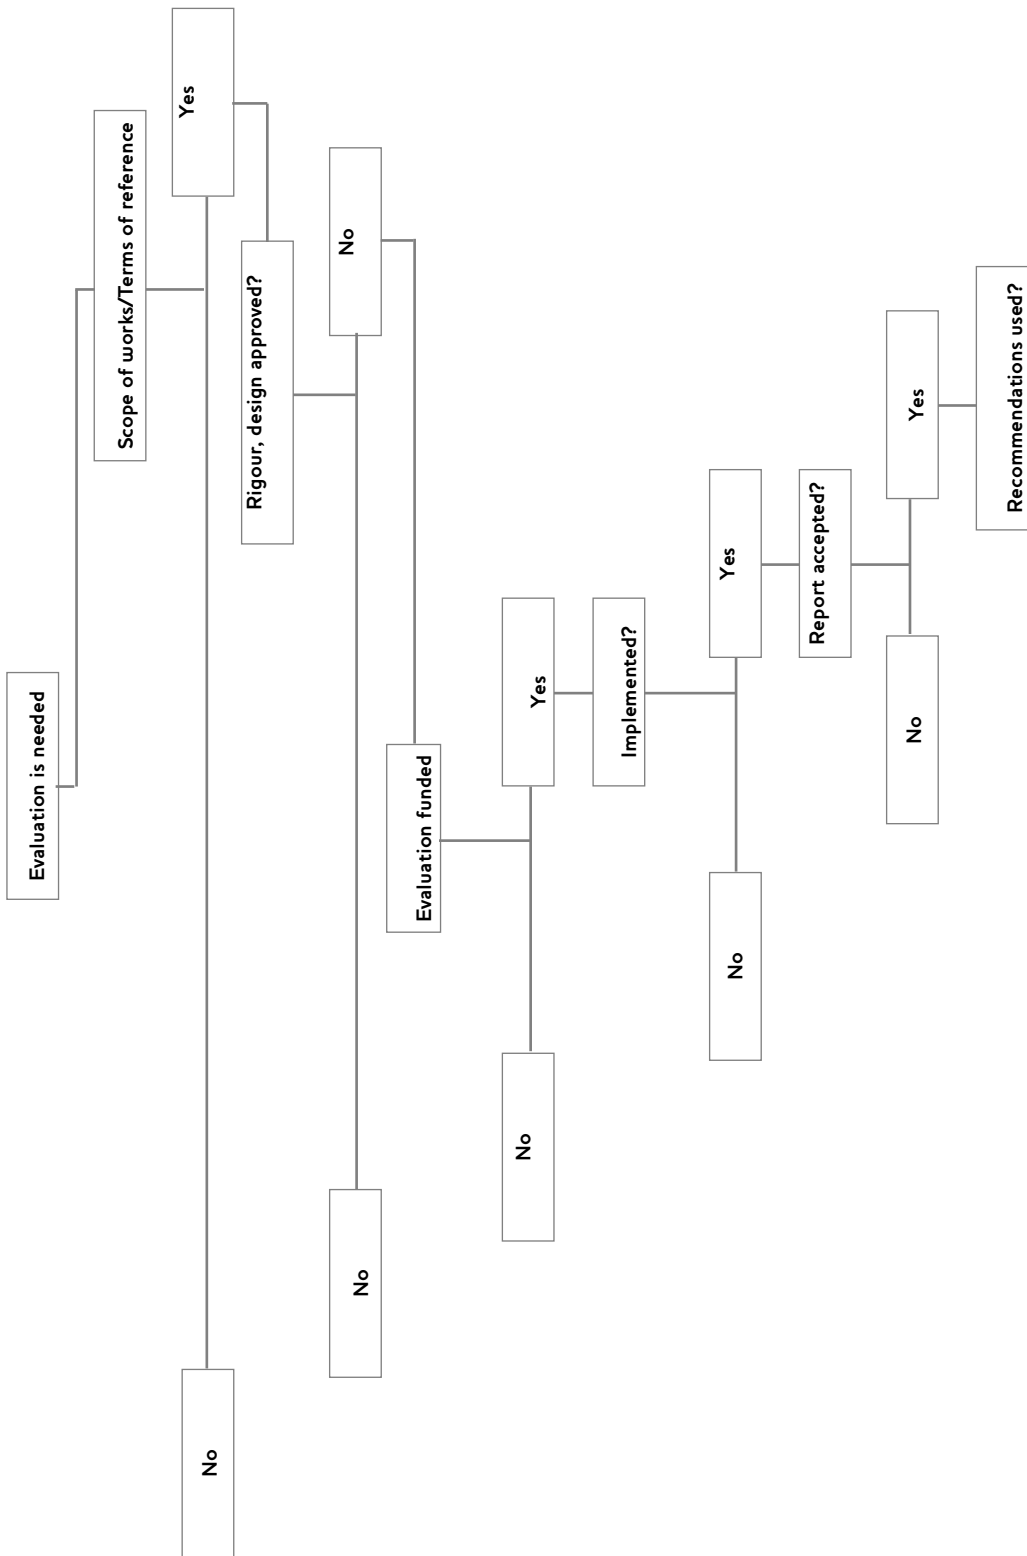 Evaluation is needed
Scope of works/Terms of reference
No
Yes
Rigour, design approved?
No
No
Evaluation funded
No
Yes
Implemented?
No
Yes
Report accepted?
No
Yes
Recommendations used?